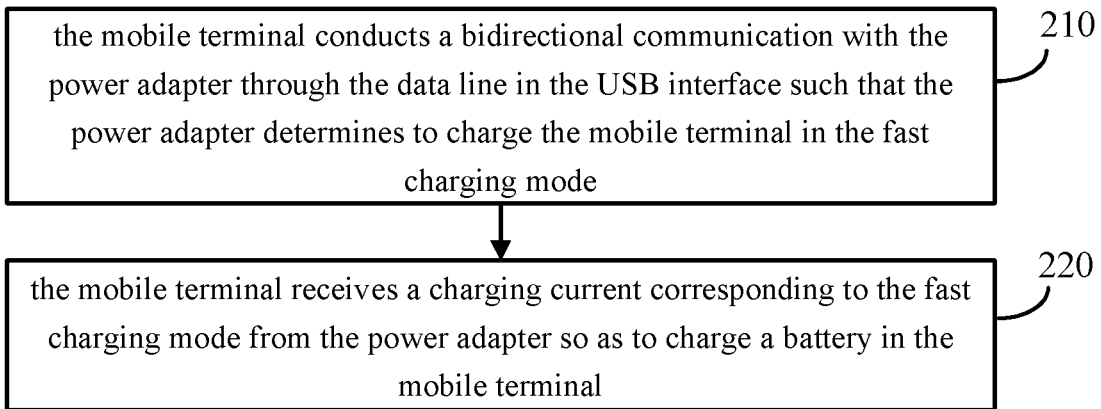 the mobile terminal conducts a bidirectional communication with the
power adapter through the data line in the USB interface such that the
power adapter determines to charge the mobile terminal in the fast
charging mode
210
the mobile terminal receives a charging current corresponding to the fast
charging mode from the power adapter so as to charge a battery in the
mobile terminal
220